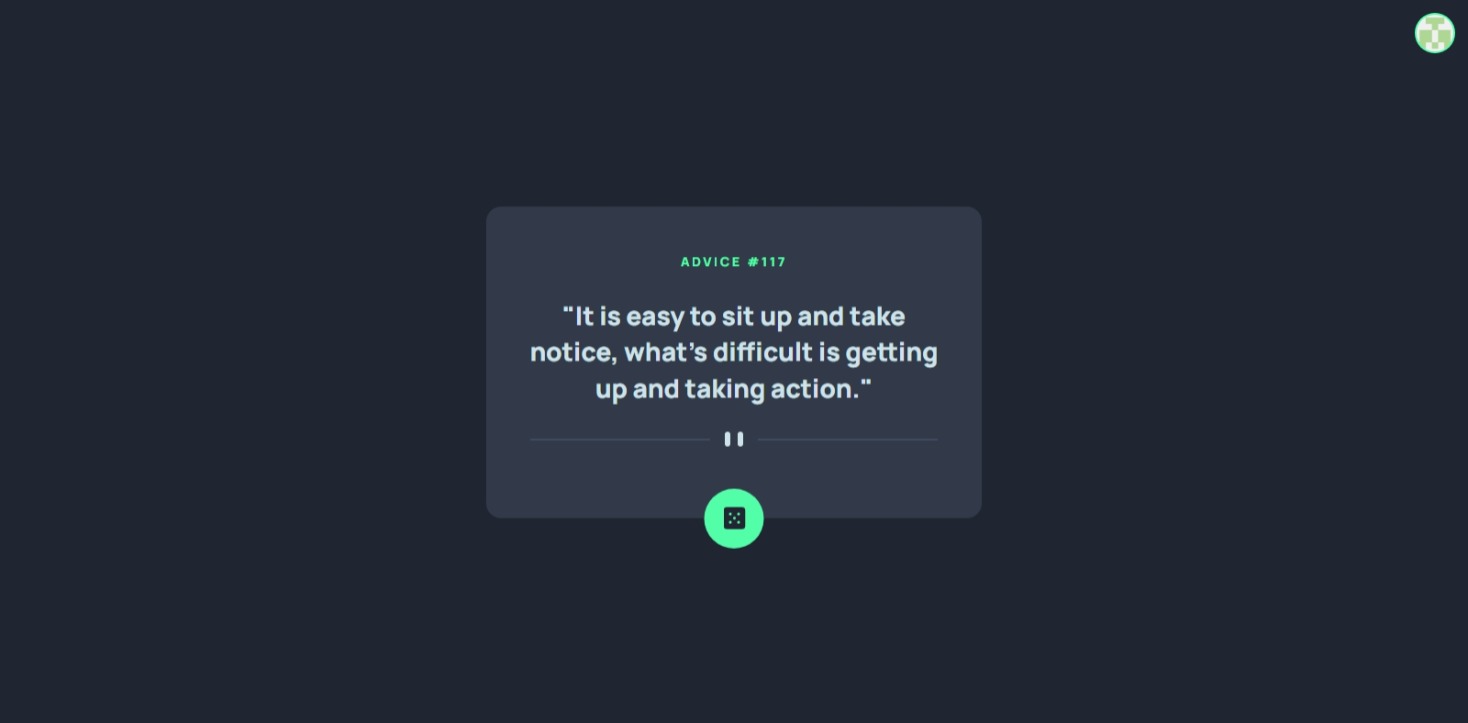 ADVICE #117
"It is easy to sit up and take
notice, what’s difficult is getting
up and taking action."